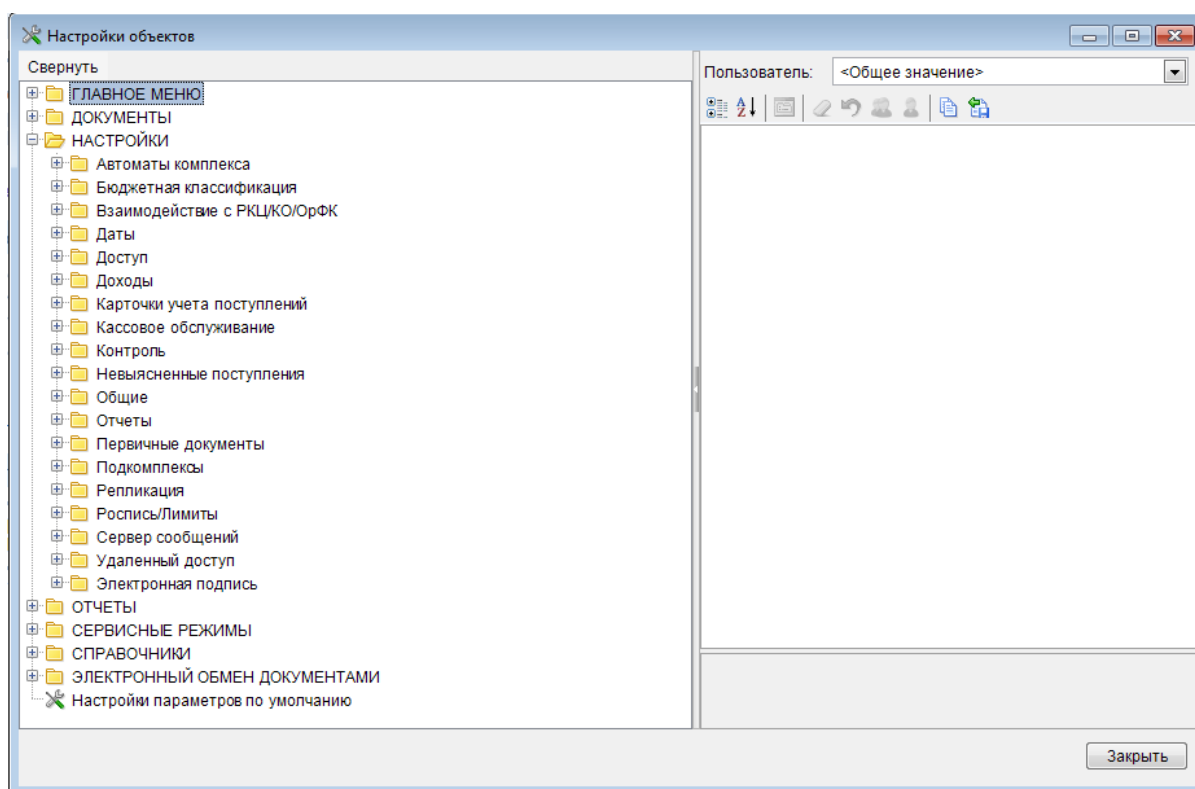 Настройки объектов
Свернуть
Пользователь: <Общее значение>
ГЛАВНОЕ МЕНЮ
ДОКУМЕНТЫ
НАСТРОЙКИ
Автоматы комплекса
Бюджетная классификация
Взаимодействие с РКЦ/КО/ОрФК
Даты
Доступ
Доходы
Карточки учета поступлений
Кассовое обслуживание
Контроль
Невыясненные поступления
Общие
Отчеты
Первичные документы
Подкомплексы
Репликация
Роспись/Лимиты
Сервер сообщений
Удаленный доступ
Электронная подпись
ОТЧЕТЫ
СЕРВИСНЫЕ РЕЖИМЫ
СПРАВОЧНИКИ
ЭЛЕКТРОННЫЙ ОБМЕН ДОКУМЕНТАМИ
Настройки параметров по умолчанию
Закрыть